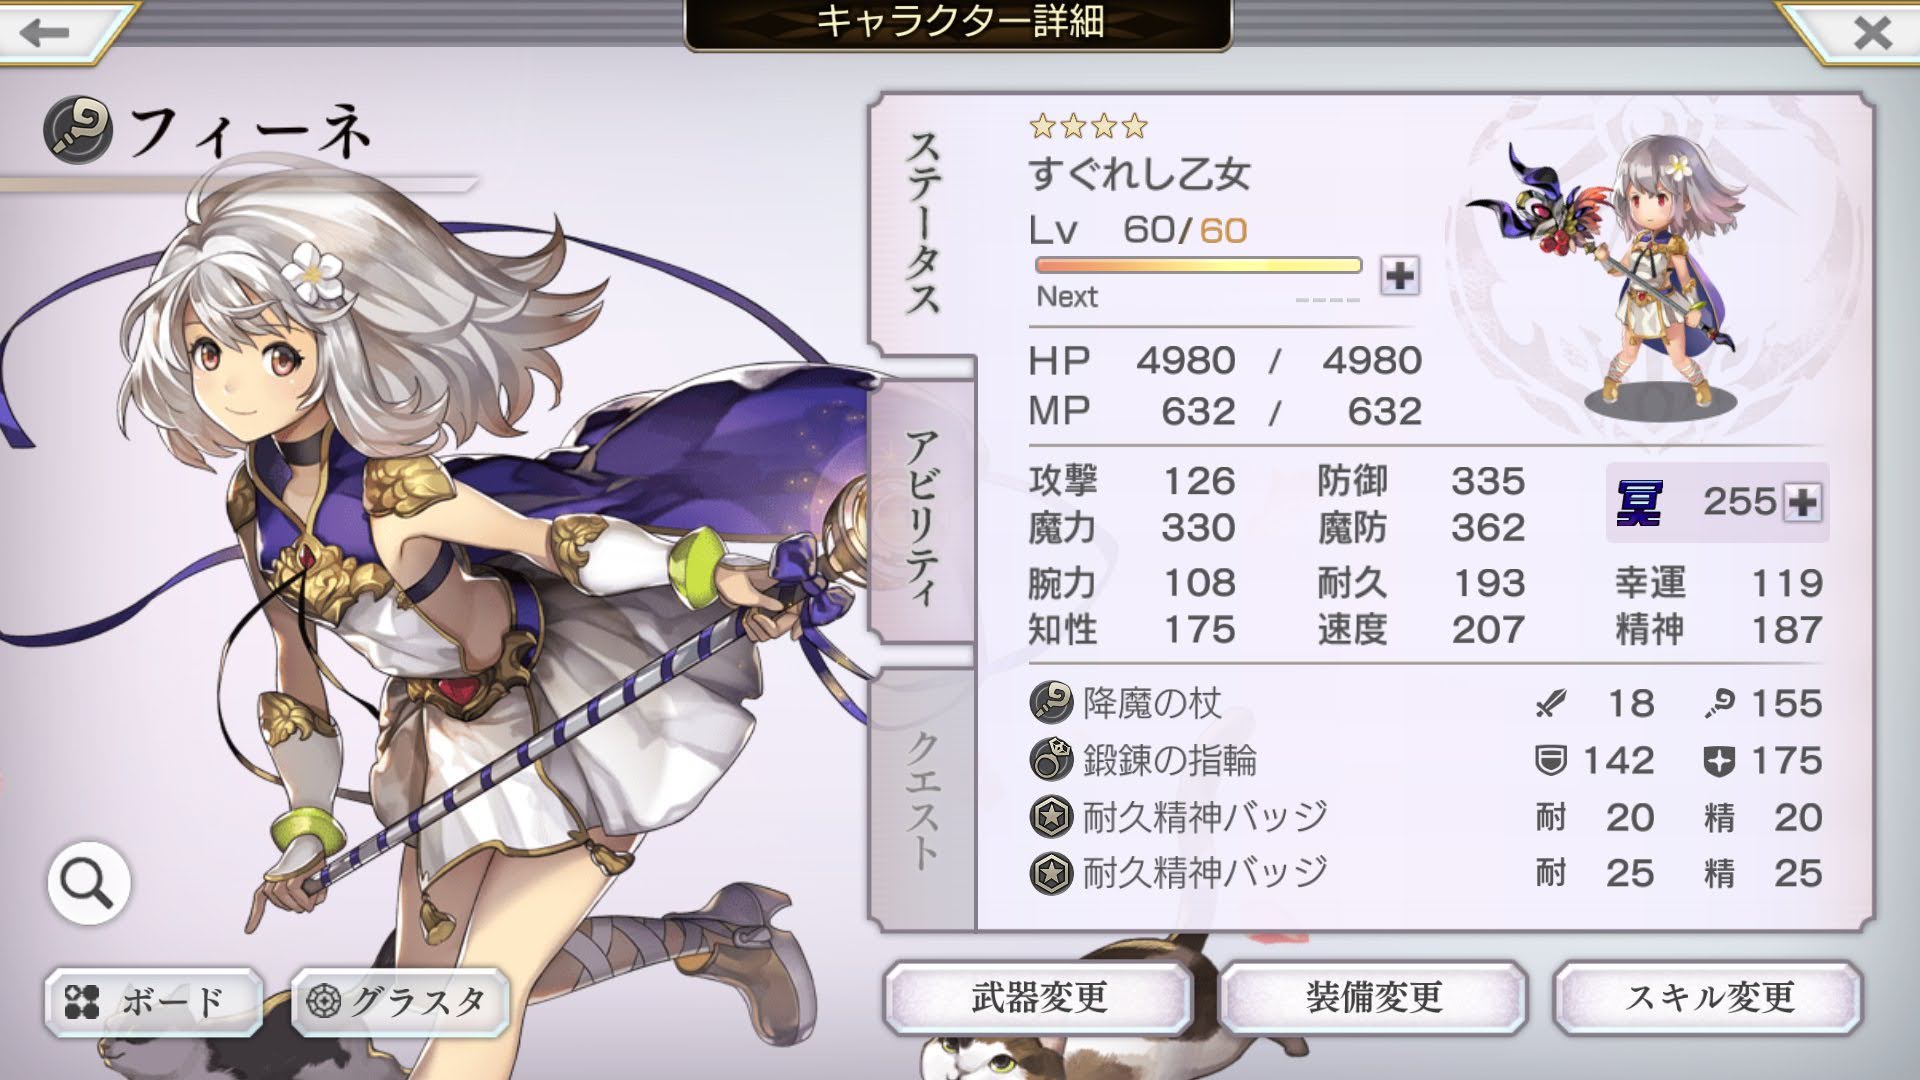 キャラクター詳細
フィーネ
ステータス
アビリティ
クエスト
☆☆☆☆
すぐれし乙女
Lv 60/60
Next ----
HP 4980 / 4980
MP 632 / 632
攻撃 126 防御 335 冥 255
魔力 330 魔防 362
腕力 108 耐久 193 幸運 119
知性 175 速度 207 精神 187
降魔の杖 18 155
鍛錬の指輪 142 175
耐久精神バッジ 耐 20 精 20
耐久精神バッジ 耐 25 精 25
ボード グラスタ 武器変更 装備変更 スキル変更